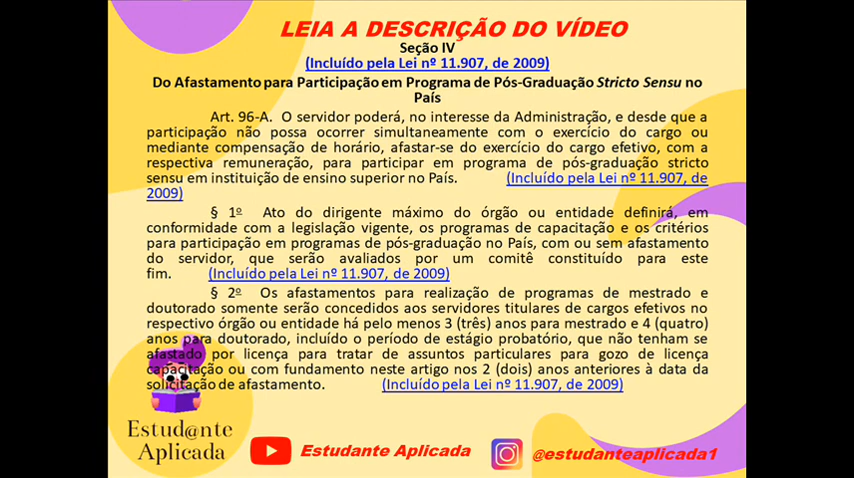 LEIA A DESCRIÇÃO DO VÍDEO
Seção IV
(Incluído pela Lei nº 11.907, de 2009)
Do Afastamento para Participação em Programa de Pós-Graduação Stricto Sensu no
País
Art. 96-A. O servidor poderá, no interesse da Administração, e desde que a
participação não possa ocorrer simultaneamente com o exercício do cargo ou
mediante compensação de horário, afastar-se do exercício do cargo efetivo, com a
respectiva remuneração, para participar em programa de pós-graduação stricto
sensu em instituição de ensino superior no País. (Incluído pela Lei nº 11.907, de
2009)
§ 1º Ato do dirigente máximo do órgão ou entidade definirá, em
conformidade com a legislação vigente, os programas de capacitação e os critérios
para participação em programas de pós-graduação no País, com ou sem afastamento
do servidor, que serão avaliados por um comitê constituído para este
fim. (Incluído pela Lei nº 11.907, de 2009)
§ 2º Os afastamentos para realização de programas de mestrado e
doutorado somente serão concedidos aos servidores titulares de cargos efetivos no
respectivo órgão ou entidade há pelo menos 3 (três) anos para mestrado e 4 (quatro)
anos para doutorado, incluído o período de estágio probatório, que não tenham se
afastado por licença para tratar de assuntos particulares para gozo de licença
capacitação ou com fundamento neste artigo nos 2 (dois) anos anteriores à data da
solicitação de afastamento. (Incluído pela Lei nº 11.907, de 2009)
Estud@nte
Aplicada
Estudante Aplicada
@estudanteaplicada1